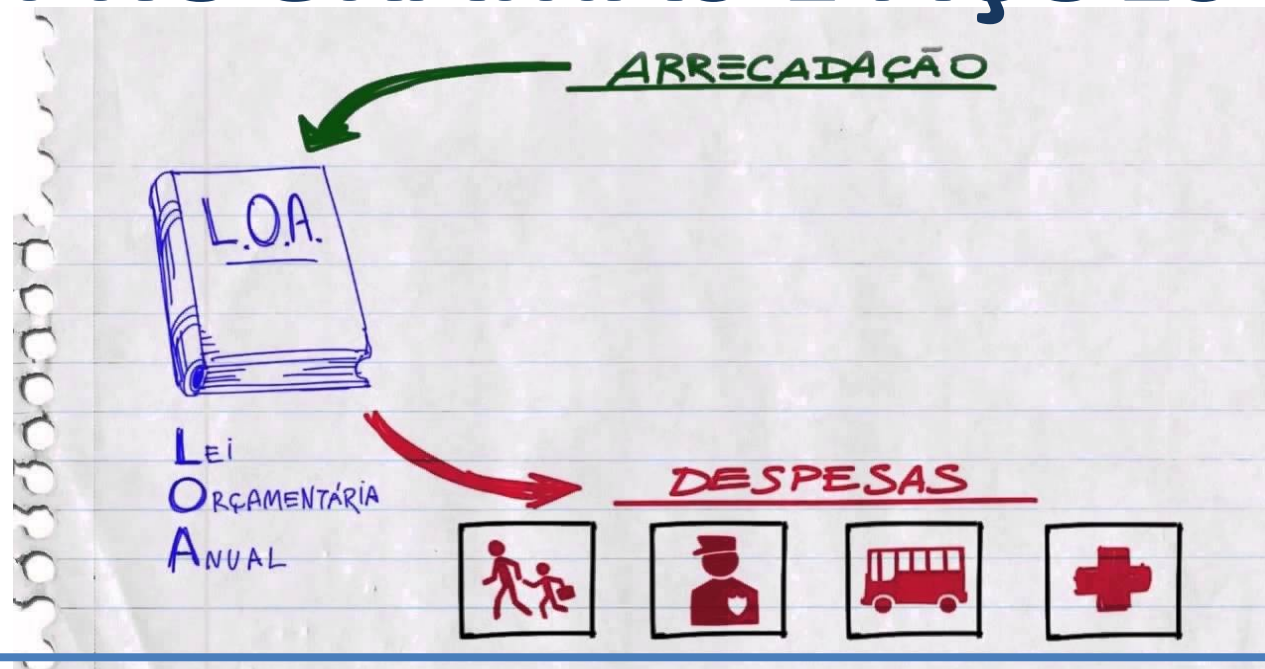 ARRECADAÇÃO
L.O.A.
LEI
ORÇAMENTÁRIA
ANUAL
DESPESAS